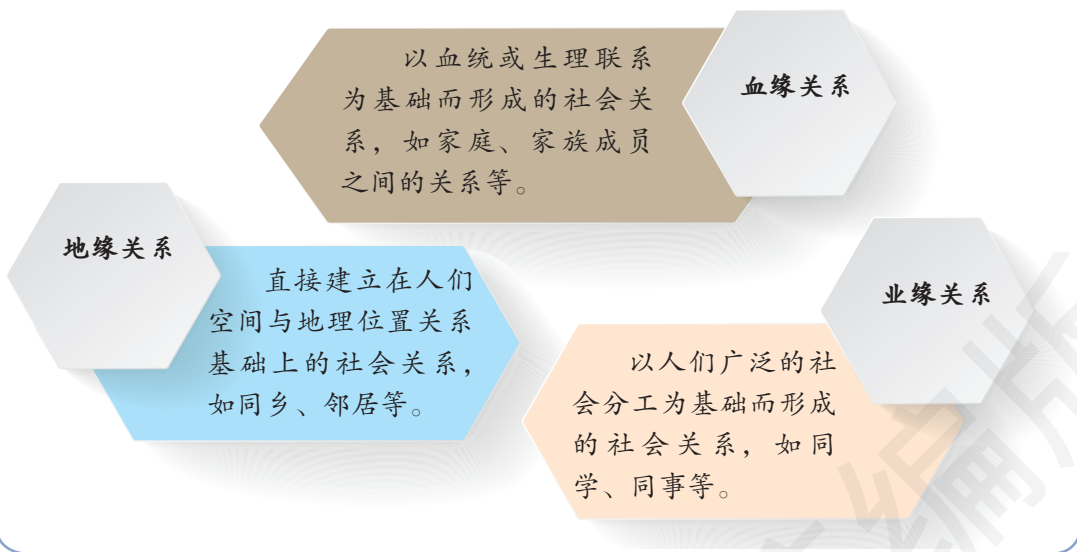 以血统或生理联系
为基础而形成的社会关
系，如家庭、家族成员
之间的关系等。
血缘关系
地缘关系
直接建立在人们
空间与地理位置关系
基础上的社会关系，
如同乡、邻居等。
业缘关系
以人们广泛的社
会分工为基础而形成
的社会关系，如同
学、同事等。
编版